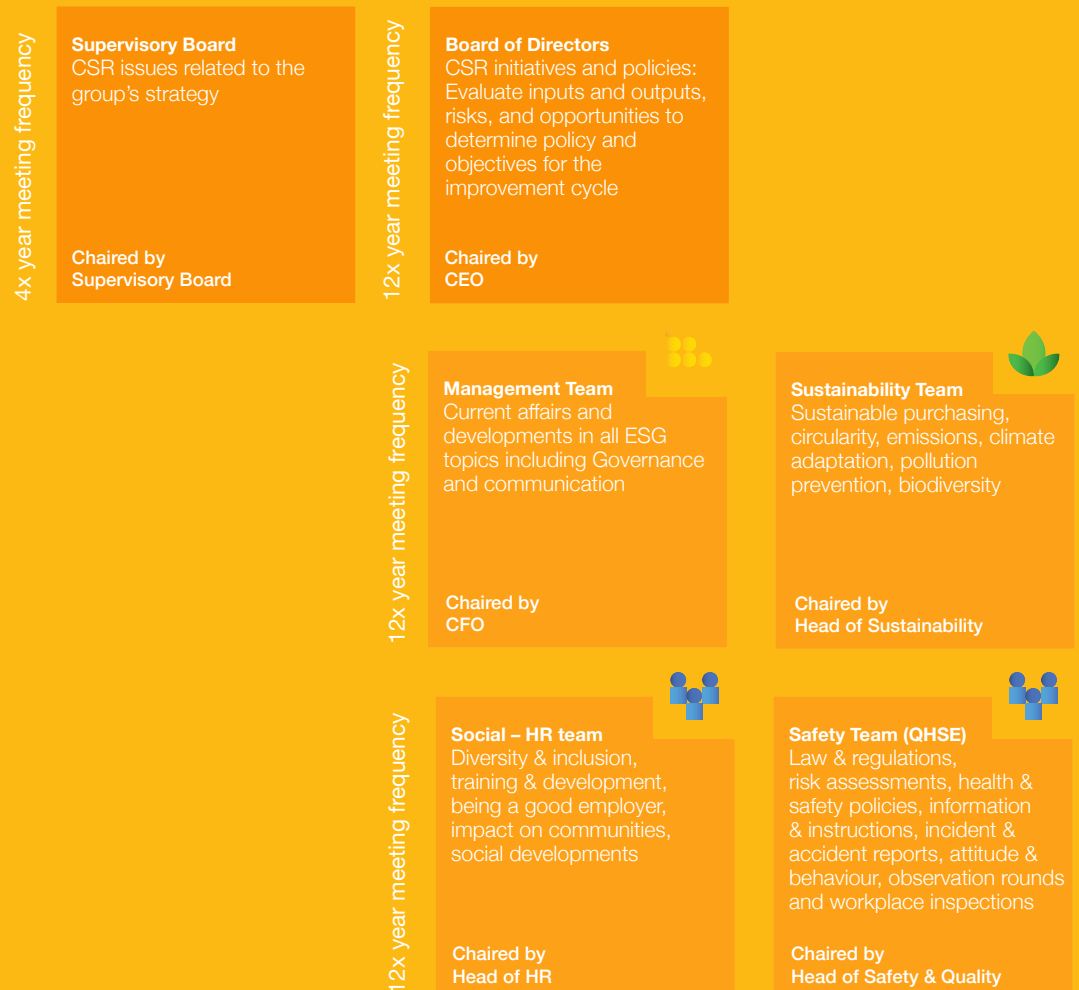 4x year meeting frequency
Supervisory Board
CSR issues related to the
group's strategy
Chaired by
Supervisory Board
12x year meeting frequency
Board of Directors
CSR initiatives and policies:
Evaluate inputs and outputs,
risks, and opportunities to
determine policy and
objectives for the
improvement cycle
Chaired by
CEO
12x year meeting frequency
Management Team
Current affairs and
developments in all ESG
topics including Governance
and communication
Chaired by
CFO
Sustainability Team
Sustainable purchasing,
circularity, emissions, climate
adaptation, pollution
prevention, biodiversity
Chaired by
Head of Sustainability
12x year meeting frequency
Social – HR team
Diversity & inclusion,
training & development,
being a good employer,
impact on communities,
social developments
Chaired by
Head of HR
Safety Team (QHSE)
Law & regulations,
risk assessments, health &
safety policies, information
& instructions, incident &
accident reports, attitude &
behaviour, observation rounds
and workplace inspections
Chaired by
Head of Safety & Quality